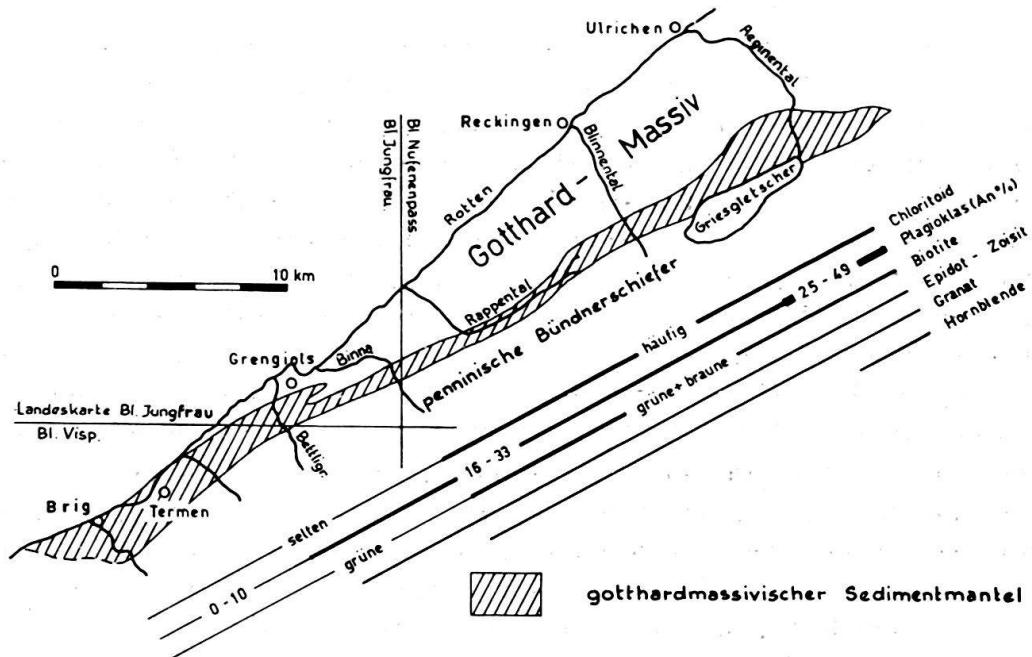 Ulrichen
Reginental
Reckingen
Blinnental
Gotthard - Massiv
Bl. Jungfrau.
Bl. Nufenenpass
Rotten
Griesgletscher
0 10 km
Rappental
penninische Bündnerschiefer
Grengiols
Binna
Landeskarte Bl. Jungfrau
Bl. Visp.
Bettligr.
Brig
Termen
selten häufig Chloritoid
0 - 10 16 - 33 25 - 49 Plagioklas (An%)
grüne grüne + braune Biotite
Epidot - Zoisit
Granat
Hornblende
gotthardmassivischer Sedimentmantel